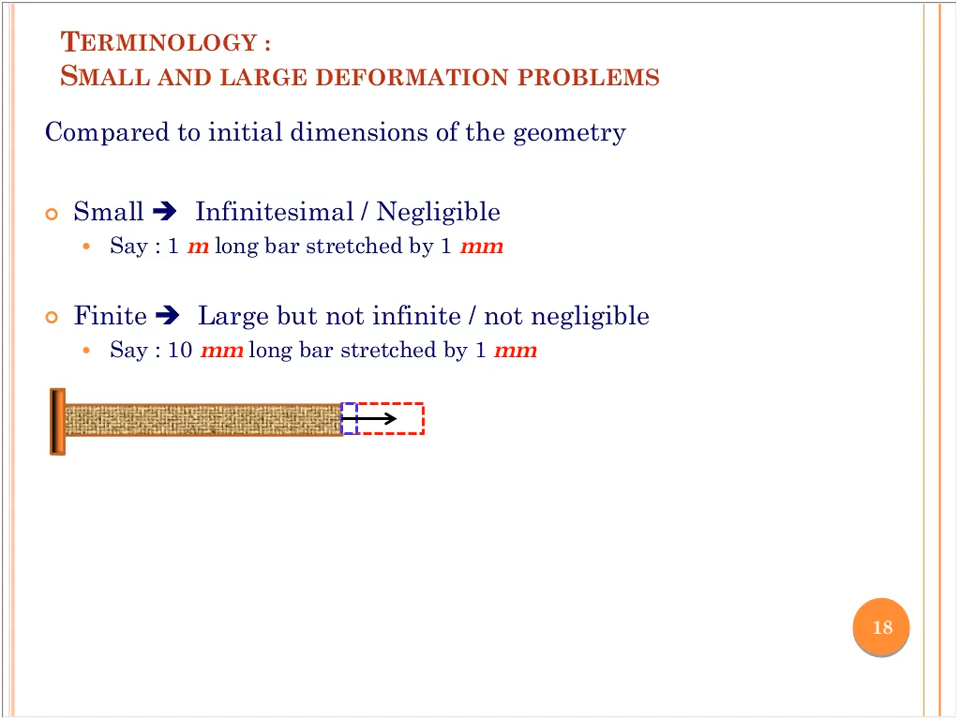 TERMINOLOGY :
SMALL AND LARGE DEFORMATION PROBLEMS
Compared to initial dimensions of the geometry
Small ➔ Infinitesimal / Negligible
Say : 1 m long bar stretched by 1 mm
Finite ➔ Large but not infinite / not negligible
Say : 10 mm long bar stretched by 1 mm
18